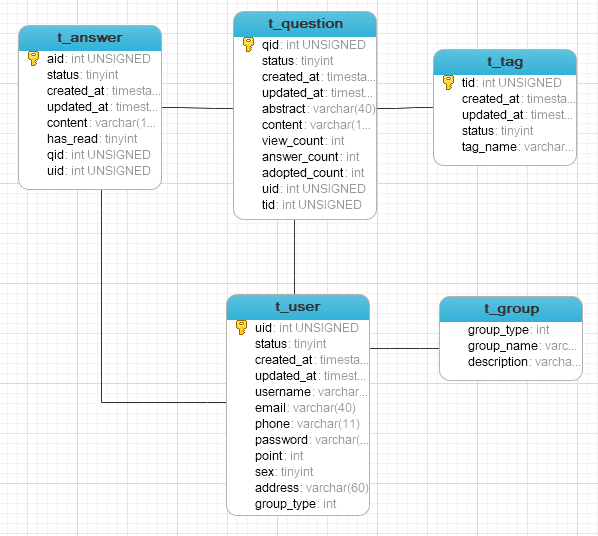 t_answer
aid: int UNSIGNED
status: tinyint
created_at: timesta...
updated_at: timest...
content: varchar(1...
has_read: tinyint
qid: int UNSIGNED
uid: int UNSIGNED
t_question
qid: int UNSIGNED
status: tinyint
created_at: timesta...
updated_at: timest...
abstract: varchar(40)
content: varchar(1...
view_count: int
answer_count: int
adopted_count: int
uid: int UNSIGNED
tid: int UNSIGNED
t_tag
tid: int UNSIGNED
created_at: timesta...
updated_at: timest...
status: tinyint
tag_name: varchar...
t_user
uid: int UNSIGNED
status: tinyint
created_at: timesta...
updated_at: timest...
username: varchar...
email: varchar(40)
phone: varchar(11)
password: varchar(...
point: int
sex: tinyint
address: varchar(60)
group_type: int
t_group
group_type: int
group_name: varc...
description: varcha...